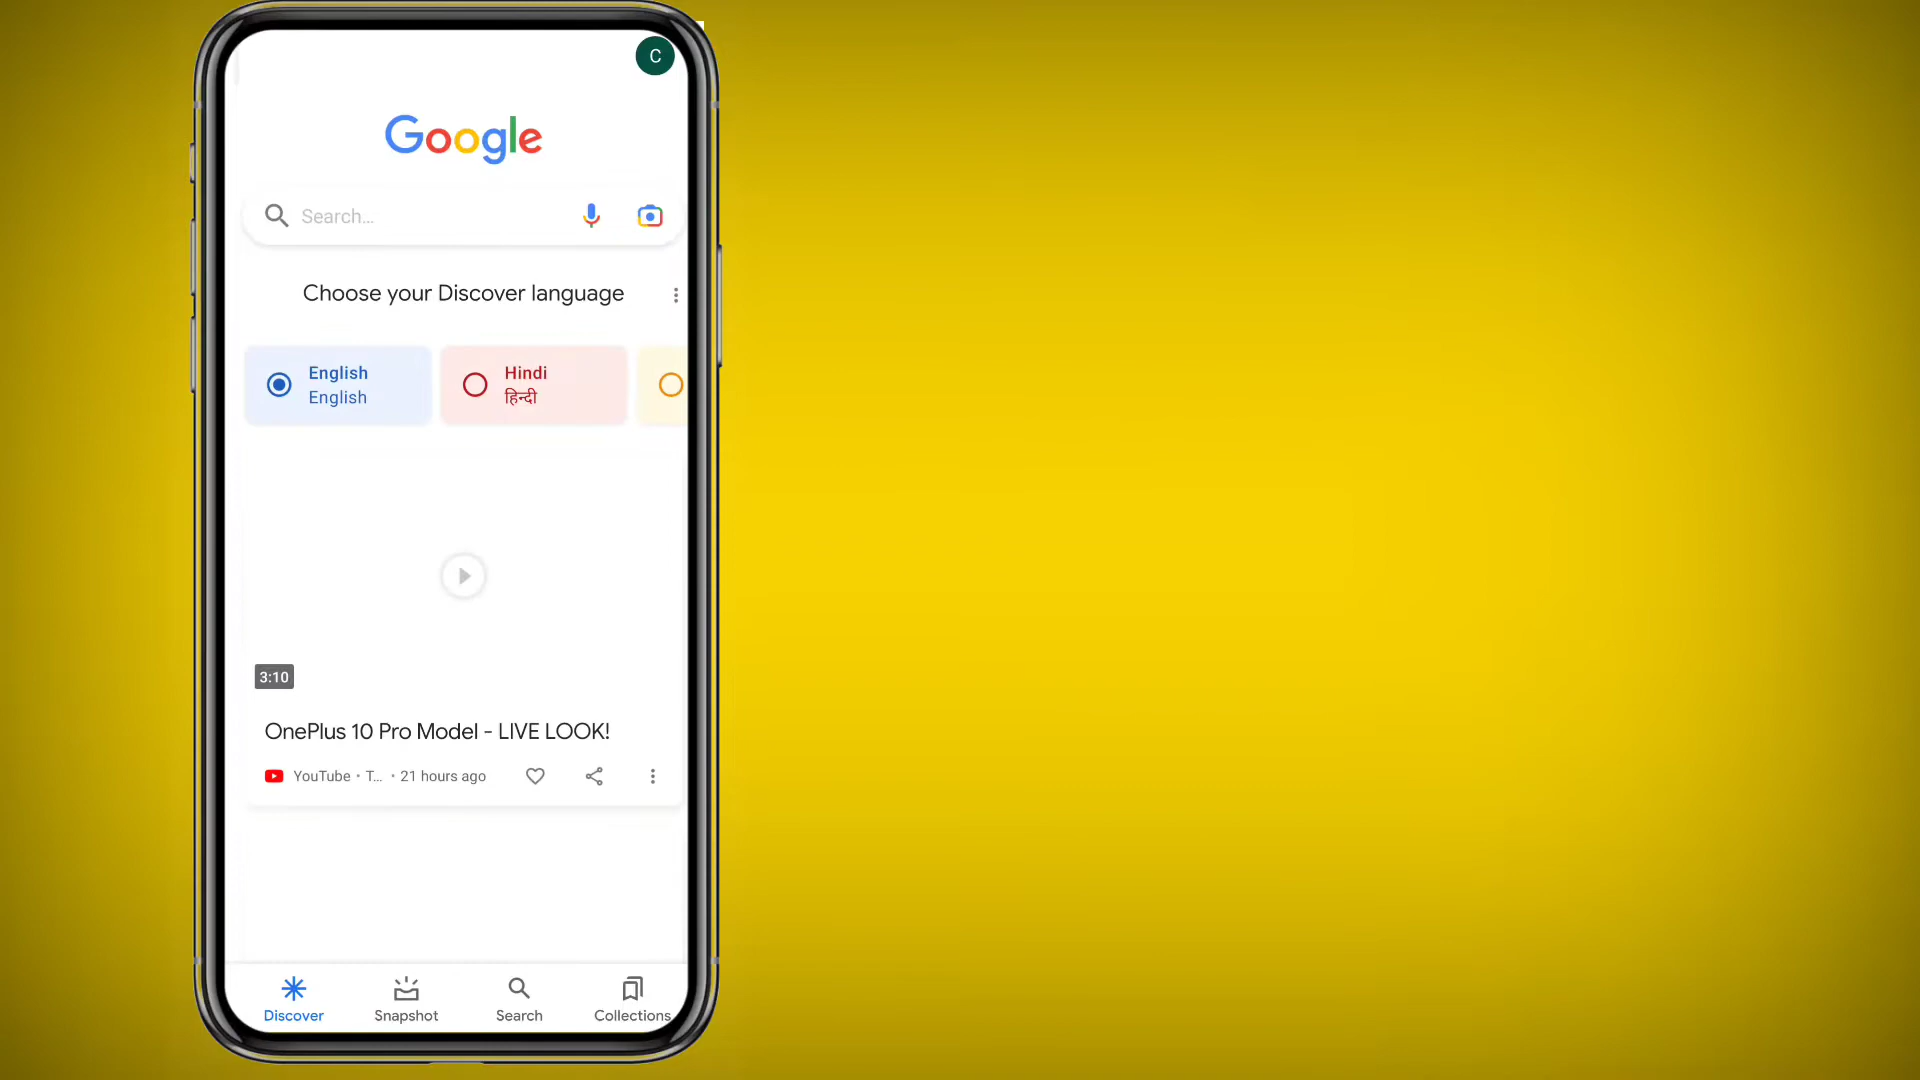 C
Google
Search...
Choose your Discover language
English
English
Hindi
हिन्दी
3:10
OnePlus 10 Pro Model - LIVE LOOK!
YouTube • T... • 21 hours ago
Discover
Snapshot
Search
Collections